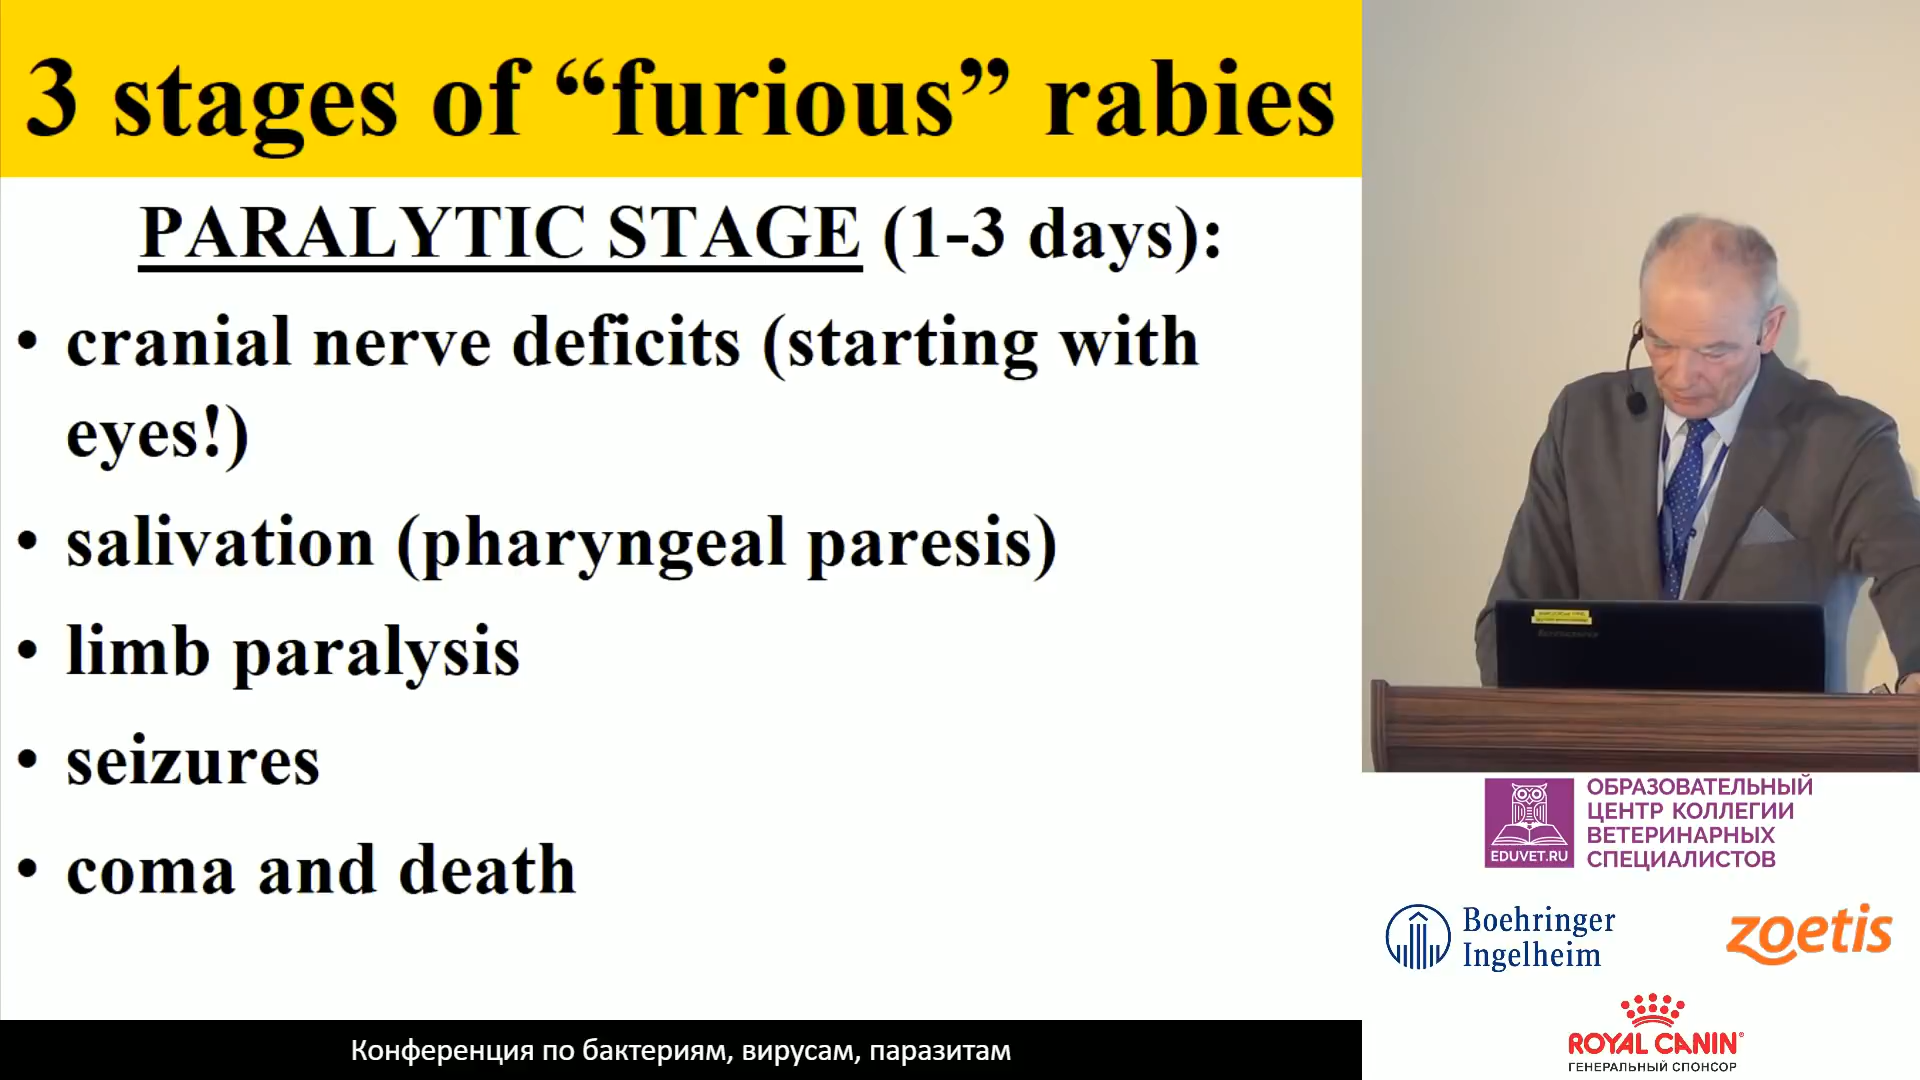 3 stages of “furious” rabies
PARALYTIC STAGE (1-3 days):
• cranial nerve deficits (starting with
eyes!)
• salivation (pharyngeal paresis)
• limb paralysis
• seizures
• coma and death
Конференция по бактериям, вирусам, паразитам
EDUVET.RU
ОБРАЗОВАТЕЛЬНЫЙ
ЦЕНТР КОЛЛЕГИИ
ВЕТЕРИНАРНЫХ
СПЕЦИАЛИСТОВ
Boehringer
Ingelheim
zoetis
ROYAL CANIN
ГЕНЕРАЛЬНЫЙ СПОНСОР